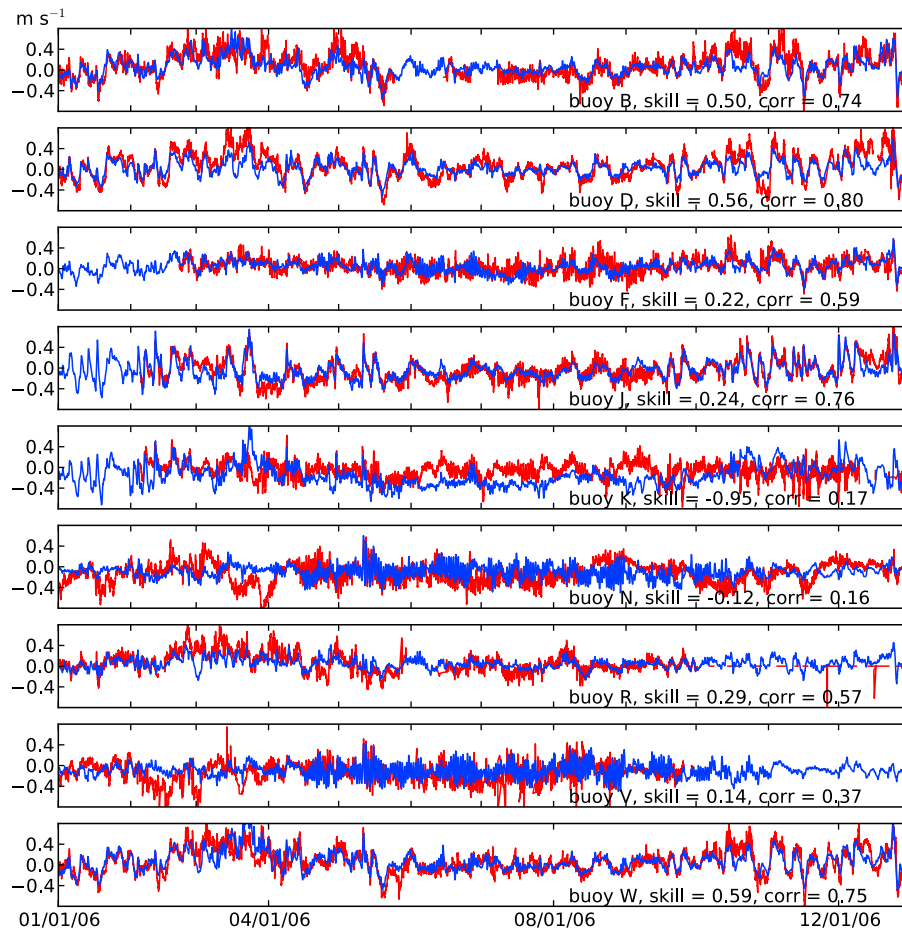 m s⁻¹
0.4
0.0
−0.4
buoy B, skill = 0.50, corr = 0.74
0.4
0.0
−0.4
buoy D, skill = 0.56, corr = 0.80
0.4
0.0
−0.4
buoy F, skill = 0.22, corr = 0.59
0.4
0.0
−0.4
buoy J, skill = 0.24, corr = 0.76
0.4
0.0
−0.4
buoy K, skill = -0.95, corr = 0.17
0.4
0.0
−0.4
buoy N, skill = -0.12, corr = 0.16
0.4
0.0
−0.4
buoy R, skill = 0.29, corr = 0.57
0.4
0.0
−0.4
buoy V, skill = 0.14, corr = 0.37
0.4
0.0
−0.4
buoy W, skill = 0.59, corr = 0.75
01/01/06 04/01/06 08/01/06 12/01/06